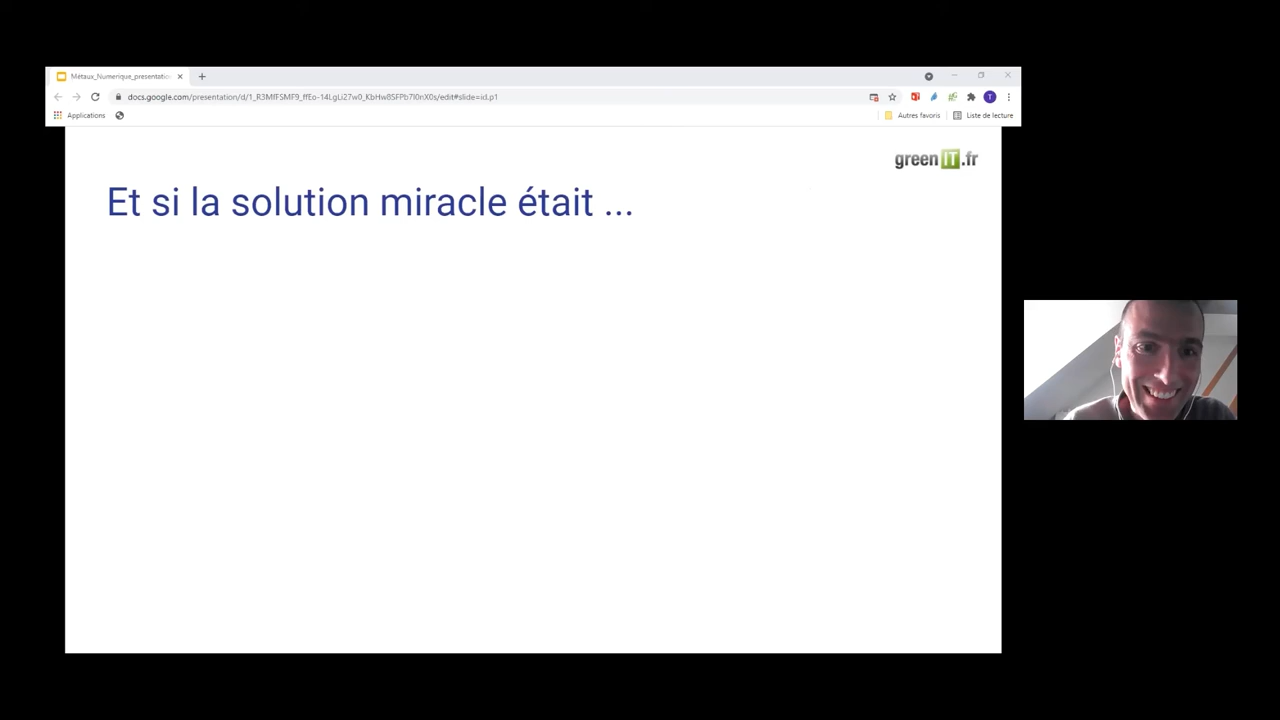 Métaux_Numerique_presentatio
docs.google.com/presentation/d/1_R3MIFSMF9_ffEo-14LgLi27w0_KbHw8SFPb7l0nX0s/edit#slide=id.p1
Applications
Autres favoris
Liste de lecture
T
greenIT.fr
Et si la solution miracle était ...